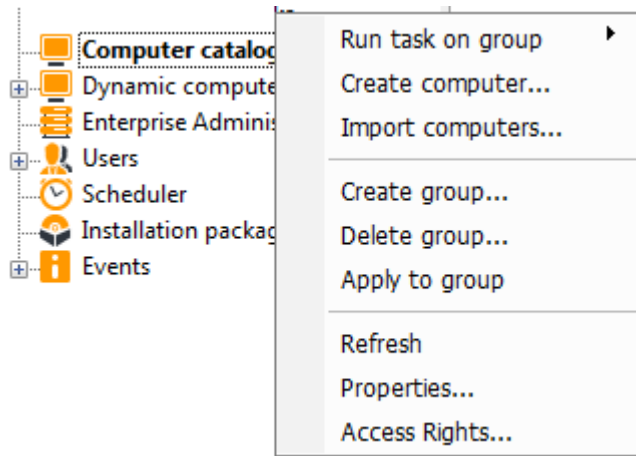 Computer catalog
Dynamic compute
Enterprise Adminis
Users
Scheduler
Installation packag
Events
Run task on group
Create computer...
Import computers...
Create group...
Delete group...
Apply to group
Refresh
Properties...
Access Rights...